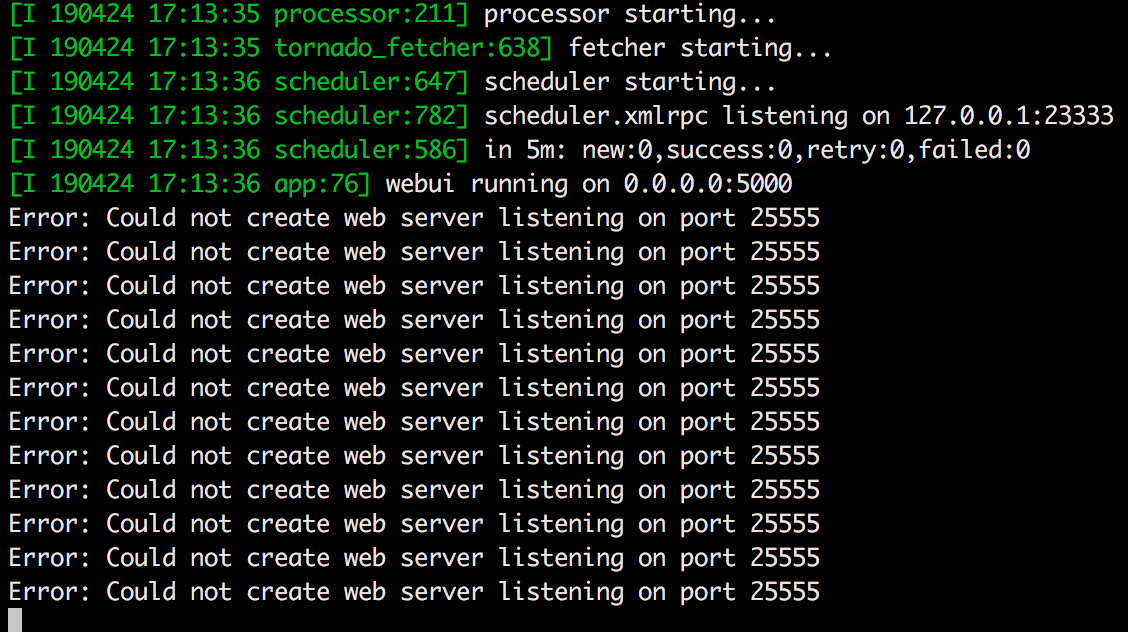 [I 190424 17:13:35 processor:211] processor starting...
[I 190424 17:13:35 tornado_fetcher:638] fetcher starting...
[I 190424 17:13:36 scheduler:647] scheduler starting...
[I 190424 17:13:36 scheduler:782] scheduler.xmlrpc listening on 127.0.0.1:23333
[I 190424 17:13:36 scheduler:586] in 5m: new:0,success:0,retry:0,failed:0
[I 190424 17:13:36 app:76] webui running on 0.0.0.0:5000
Error: Could not create web server listening on port 25555
Error: Could not create web server listening on port 25555
Error: Could not create web server listening on port 25555
Error: Could not create web server listening on port 25555
Error: Could not create web server listening on port 25555
Error: Could not create web server listening on port 25555
Error: Could not create web server listening on port 25555
Error: Could not create web server listening on port 25555
Error: Could not create web server listening on port 25555
Error: Could not create web server listening on port 25555
Error: Could not create web server listening on port 25555
Error: Could not create web server listening on port 25555